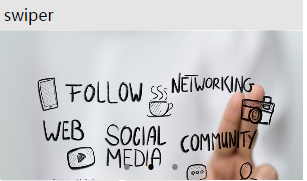 swiper
FOLLOW NETWORKING
WEB SOCIAL COMMUNITY
MEDIA